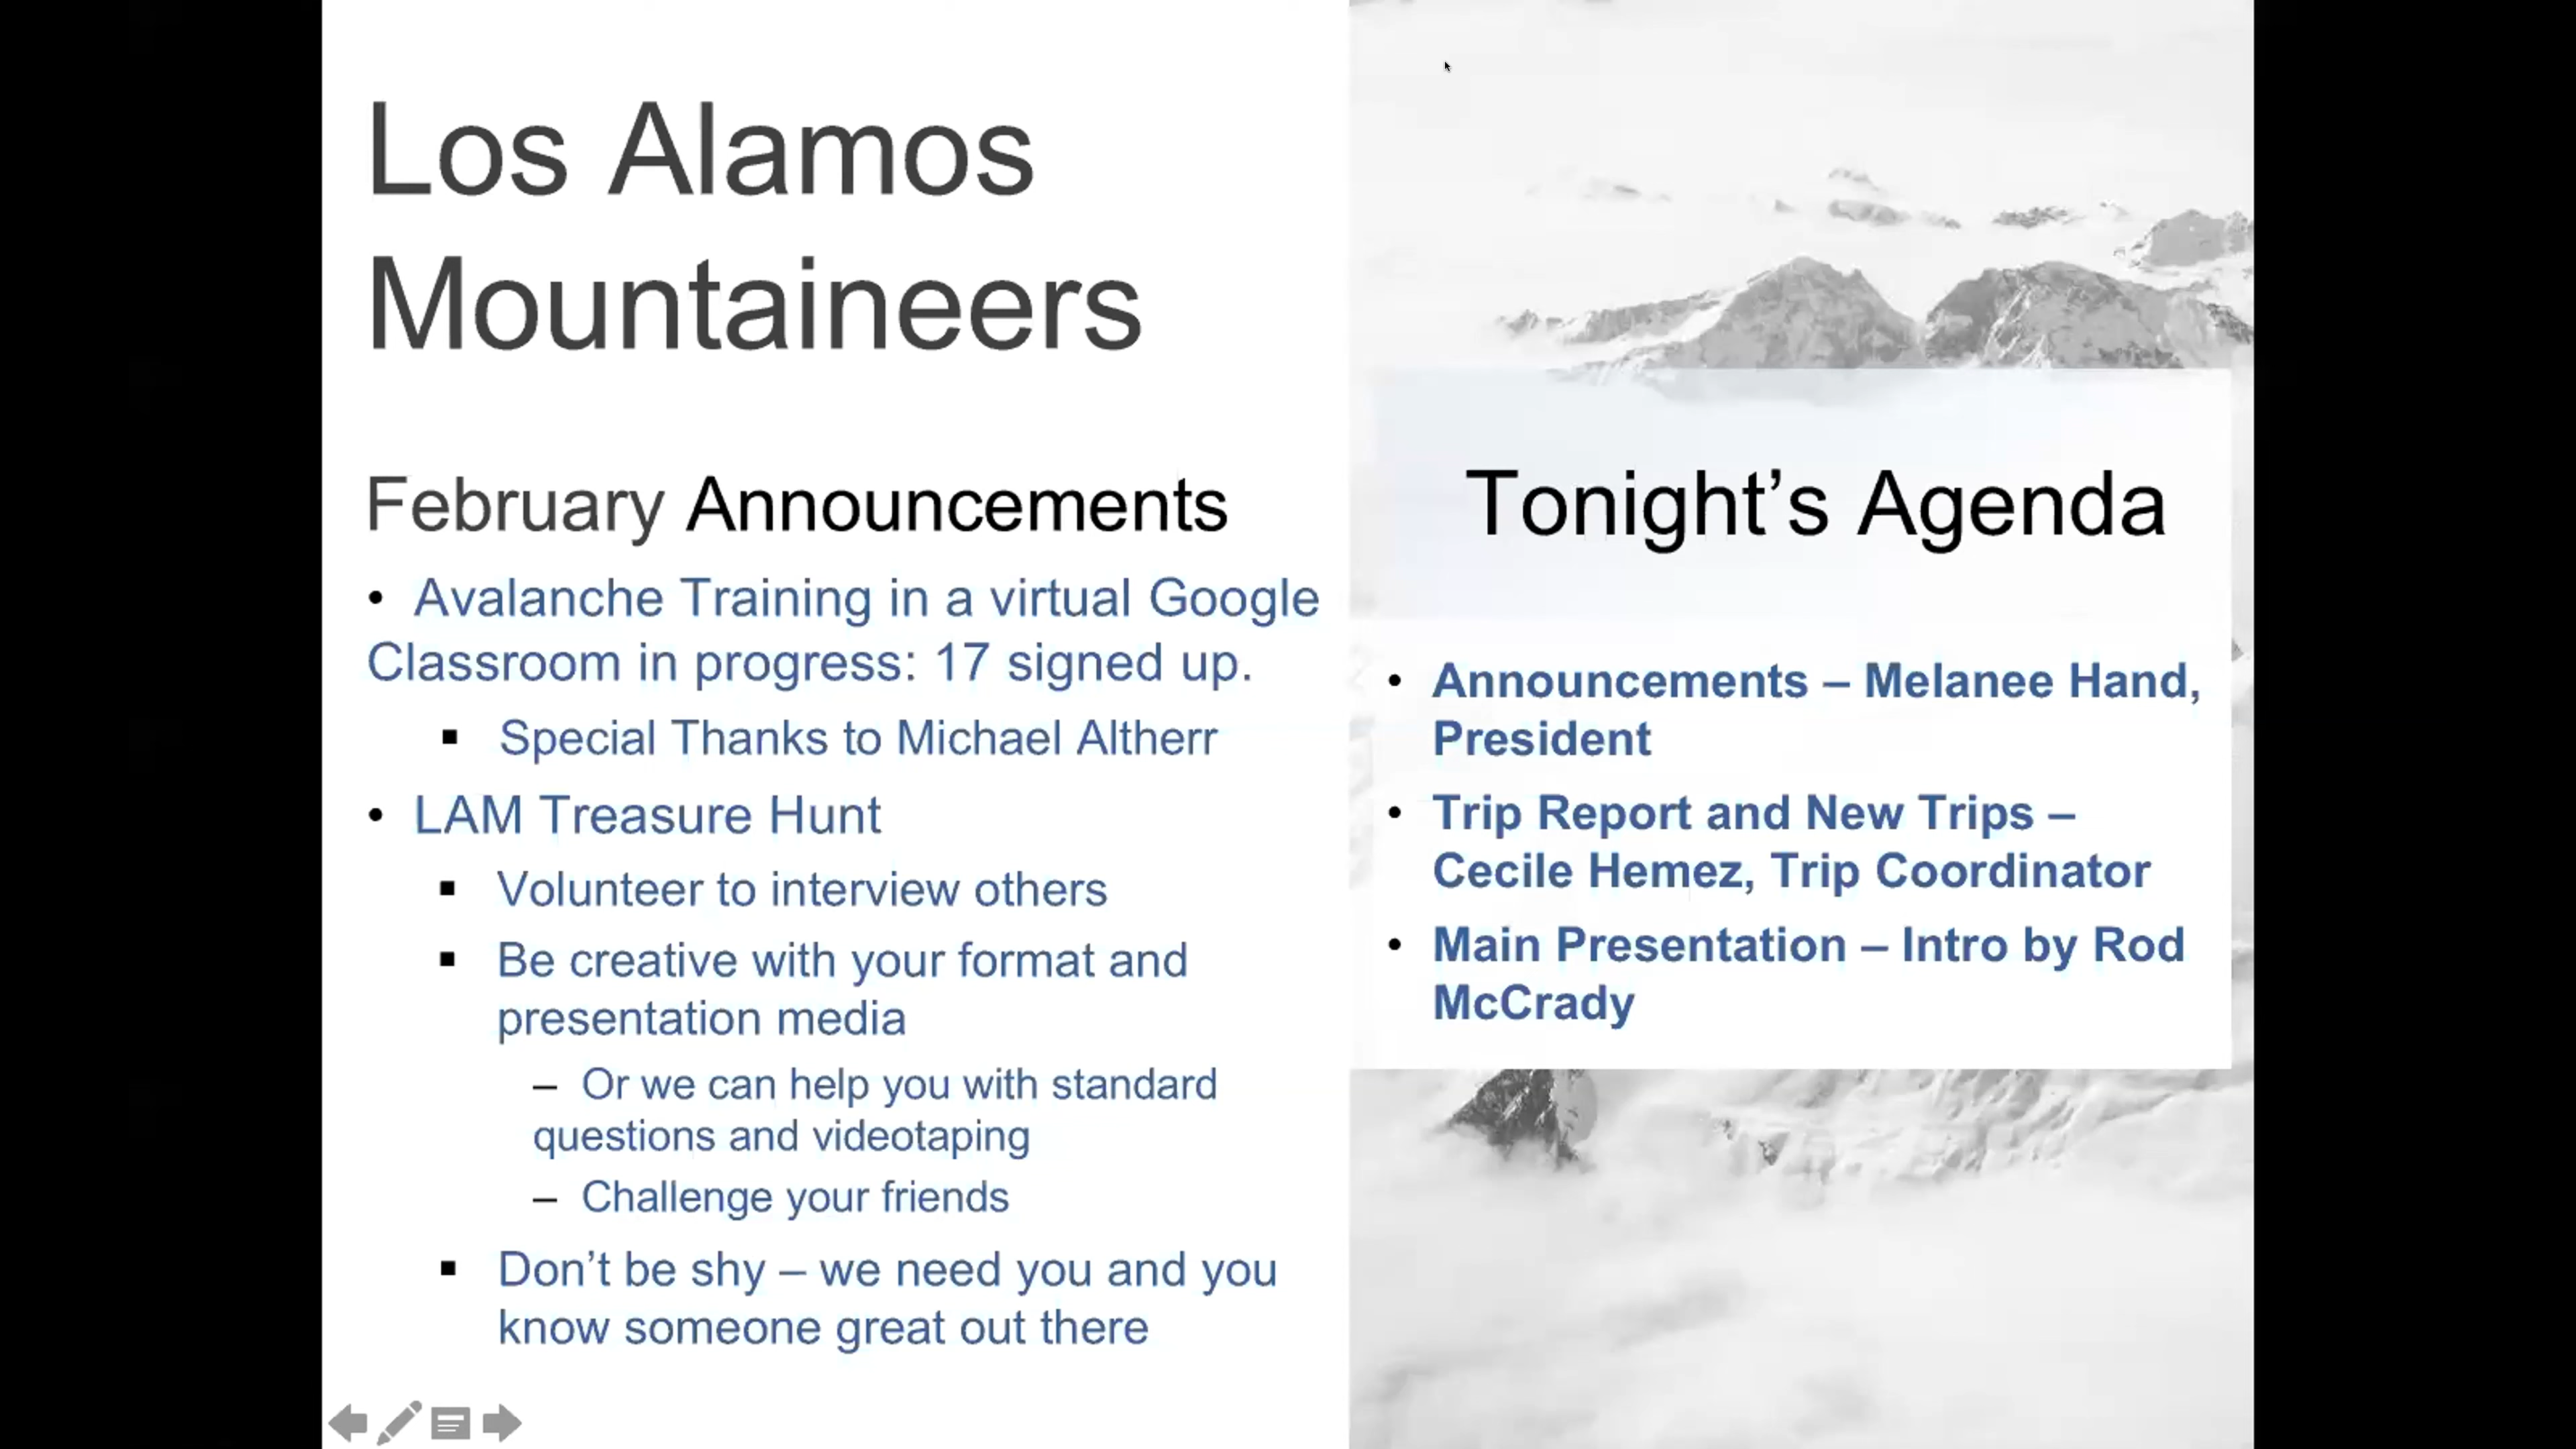 Los Alamos
Mountaineers
February Announcements
• Avalanche Training in a virtual Google
Classroom in progress: 17 signed up.
▪ Special Thanks to Michael Altherr
• LAM Treasure Hunt
▪ Volunteer to interview others
▪ Be creative with your format and
presentation media
– Or we can help you with standard
questions and videotaping
– Challenge your friends
▪ Don’t be shy – we need you and you
know someone great out there
Tonight’s Agenda
• Announcements – Melanee Hand,
President
• Trip Report and New Trips –
Cecile Hemez, Trip Coordinator
• Main Presentation – Intro by Rod
McCrady